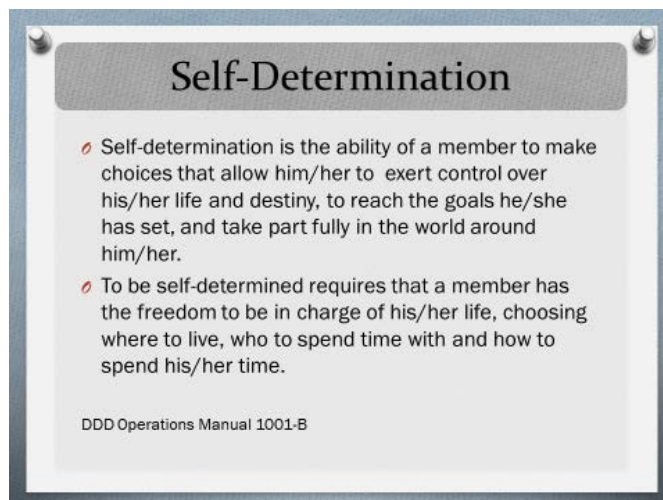 Self-Determination
Self-determination is the ability of a member to make
choices that allow him/her to exert control over
his/her life and destiny, to reach the goals he/she
has set, and take part fully in the world around
him/her.
To be self-determined requires that a member has
the freedom to be in charge of his/her life, choosing
where to live, who to spend time with and how to
spend his/her time.
DDD Operations Manual 1001-B